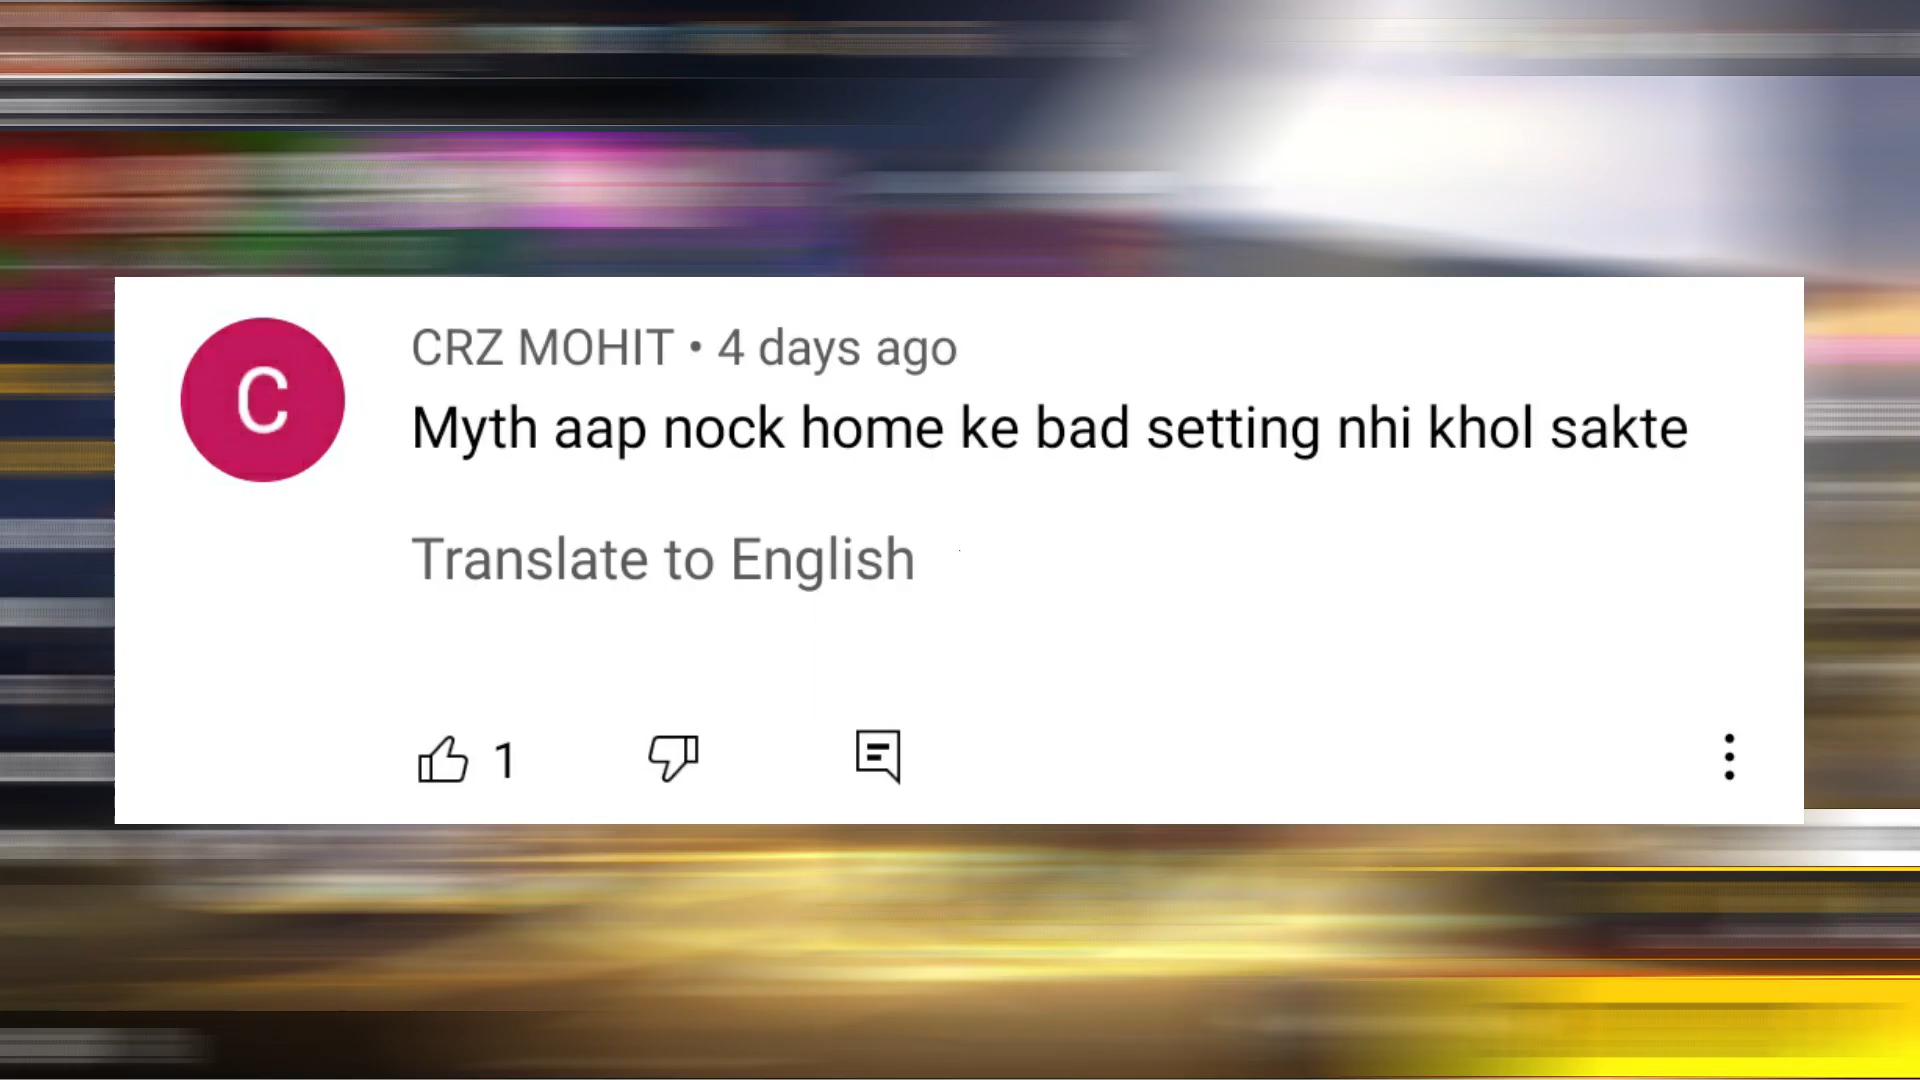 C
CRZ MOHIT • 4 days ago
Myth aap nock home ke bad setting nhi khol sakte
Translate to English
1